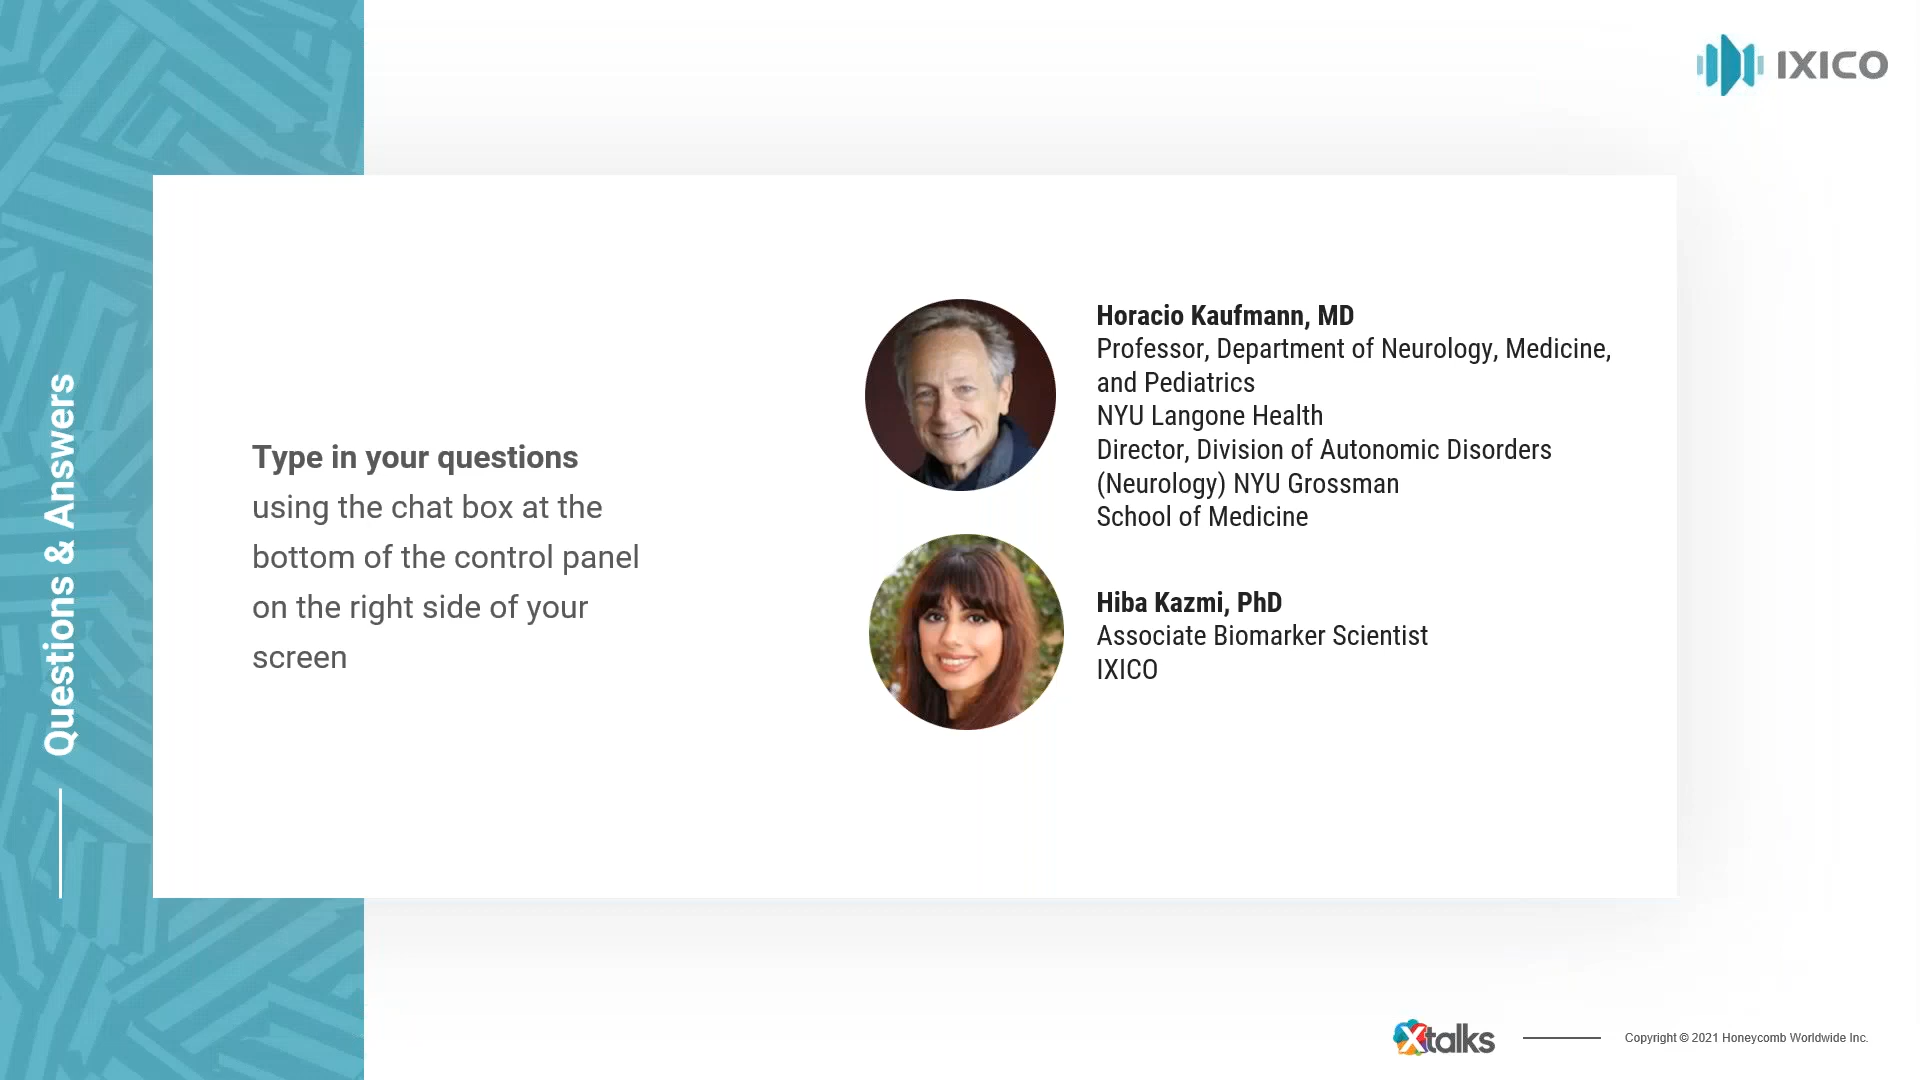 IXICO
Questions & Answers
Type in your questions
using the chat box at the
bottom of the control panel
on the right side of your
screen
Horacio Kaufmann, MD
Professor, Department of Neurology, Medicine,
and Pediatrics
NYU Langone Health
Director, Division of Autonomic Disorders
(Neurology) NYU Grossman
School of Medicine
Hiba Kazmi, PhD
Associate Biomarker Scientist
IXICO
Xtalks
Copyright © 2021 Honeycomb Worldwide Inc.